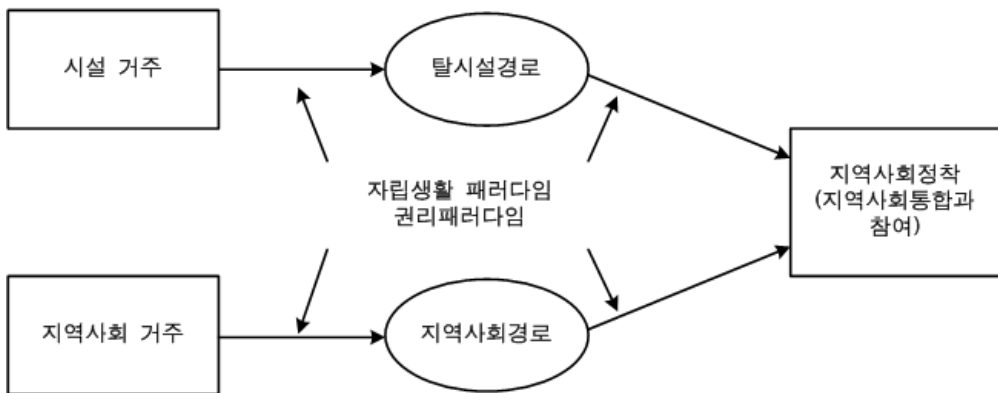 시설 거주
탈시설경로
자립생활 패러다임
권리패러다임
지역사회정착
(지역사회통합과
참여)
지역사회 거주
지역사회경로